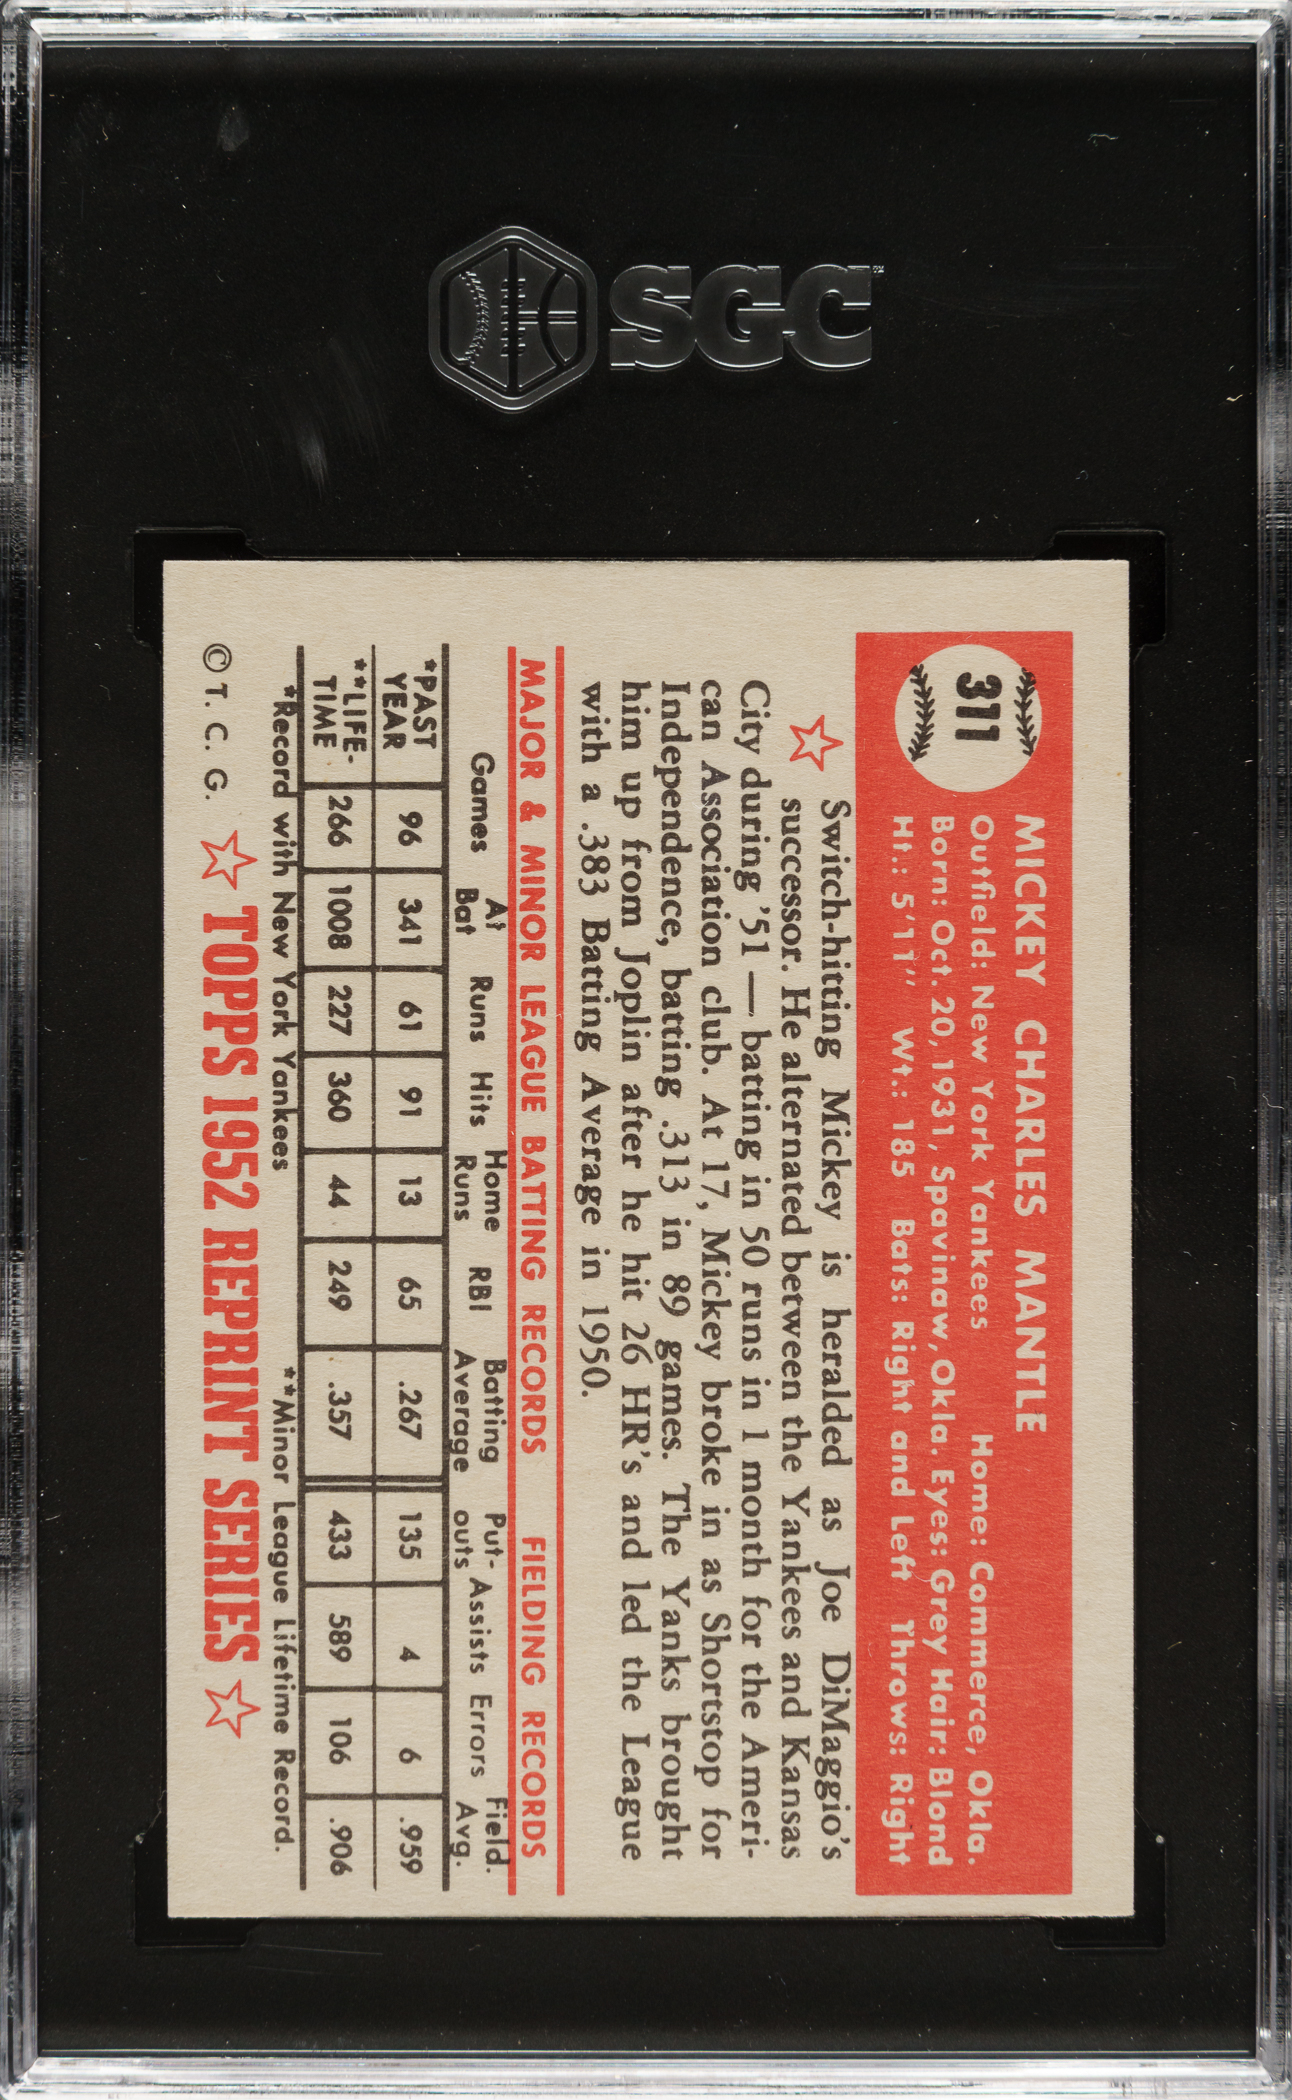 SGC™
311
MICKEY CHARLES MANTLE
Outfield: New York Yankees Home: Commerce, Okla.
Born: Oct. 20, 1931, Spavinaw, Okla. Eyes: Grey Hair: Blond
Ht.: 5'11" Wt.: 185 Bats: Right and Left Throws: Right
Switch-hitting Mickey is heralded as Joe DiMaggio's
successor. He alternated between the Yankees and Kansas
City during '51 — batting in 50 runs in 1 month for the Ameri-
can Association club. At 17, Mickey broke in as Shortstop for
Independence, batting .313 in 89 games. The Yanks brought
him up from Joplin after he hit 26 HR's and led the League
with a .383 Batting Average in 1950.
MAJOR & MINOR LEAGUE BATTING RECORDS FIELDING RECORDS
Games At Bat Runs Hits Home Runs RBI Batting Average Put-outs Assists Errors Field. Avg.
*PAST YEAR 96 341 61 91 13 65 .267 135 4 6 .959
**LIFE-TIME 266 1008 227 360 44 249 .357 433 589 106 .906
*Record with New York Yankees **Minor League Lifetime Record.
© T. C. G. TOPPS 1952 REPRINT SERIES